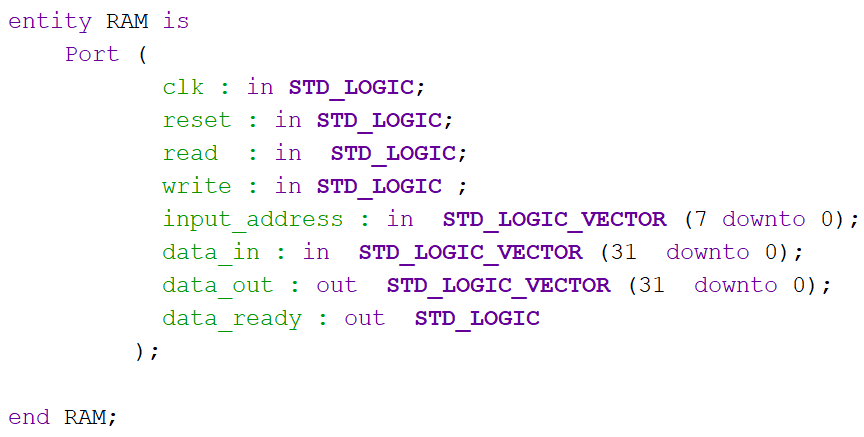 entity RAM is
Port (
clk : in STD_LOGIC;
reset : in STD_LOGIC;
read  : in  STD_LOGIC;
write : in STD_LOGIC ;
input_address : in  STD_LOGIC_VECTOR (7 downto 0);
data_in : in  STD_LOGIC_VECTOR (31  downto 0);
data_out : out  STD_LOGIC_VECTOR (31  downto 0);
data_ready : out  STD_LOGIC
);
end RAM;